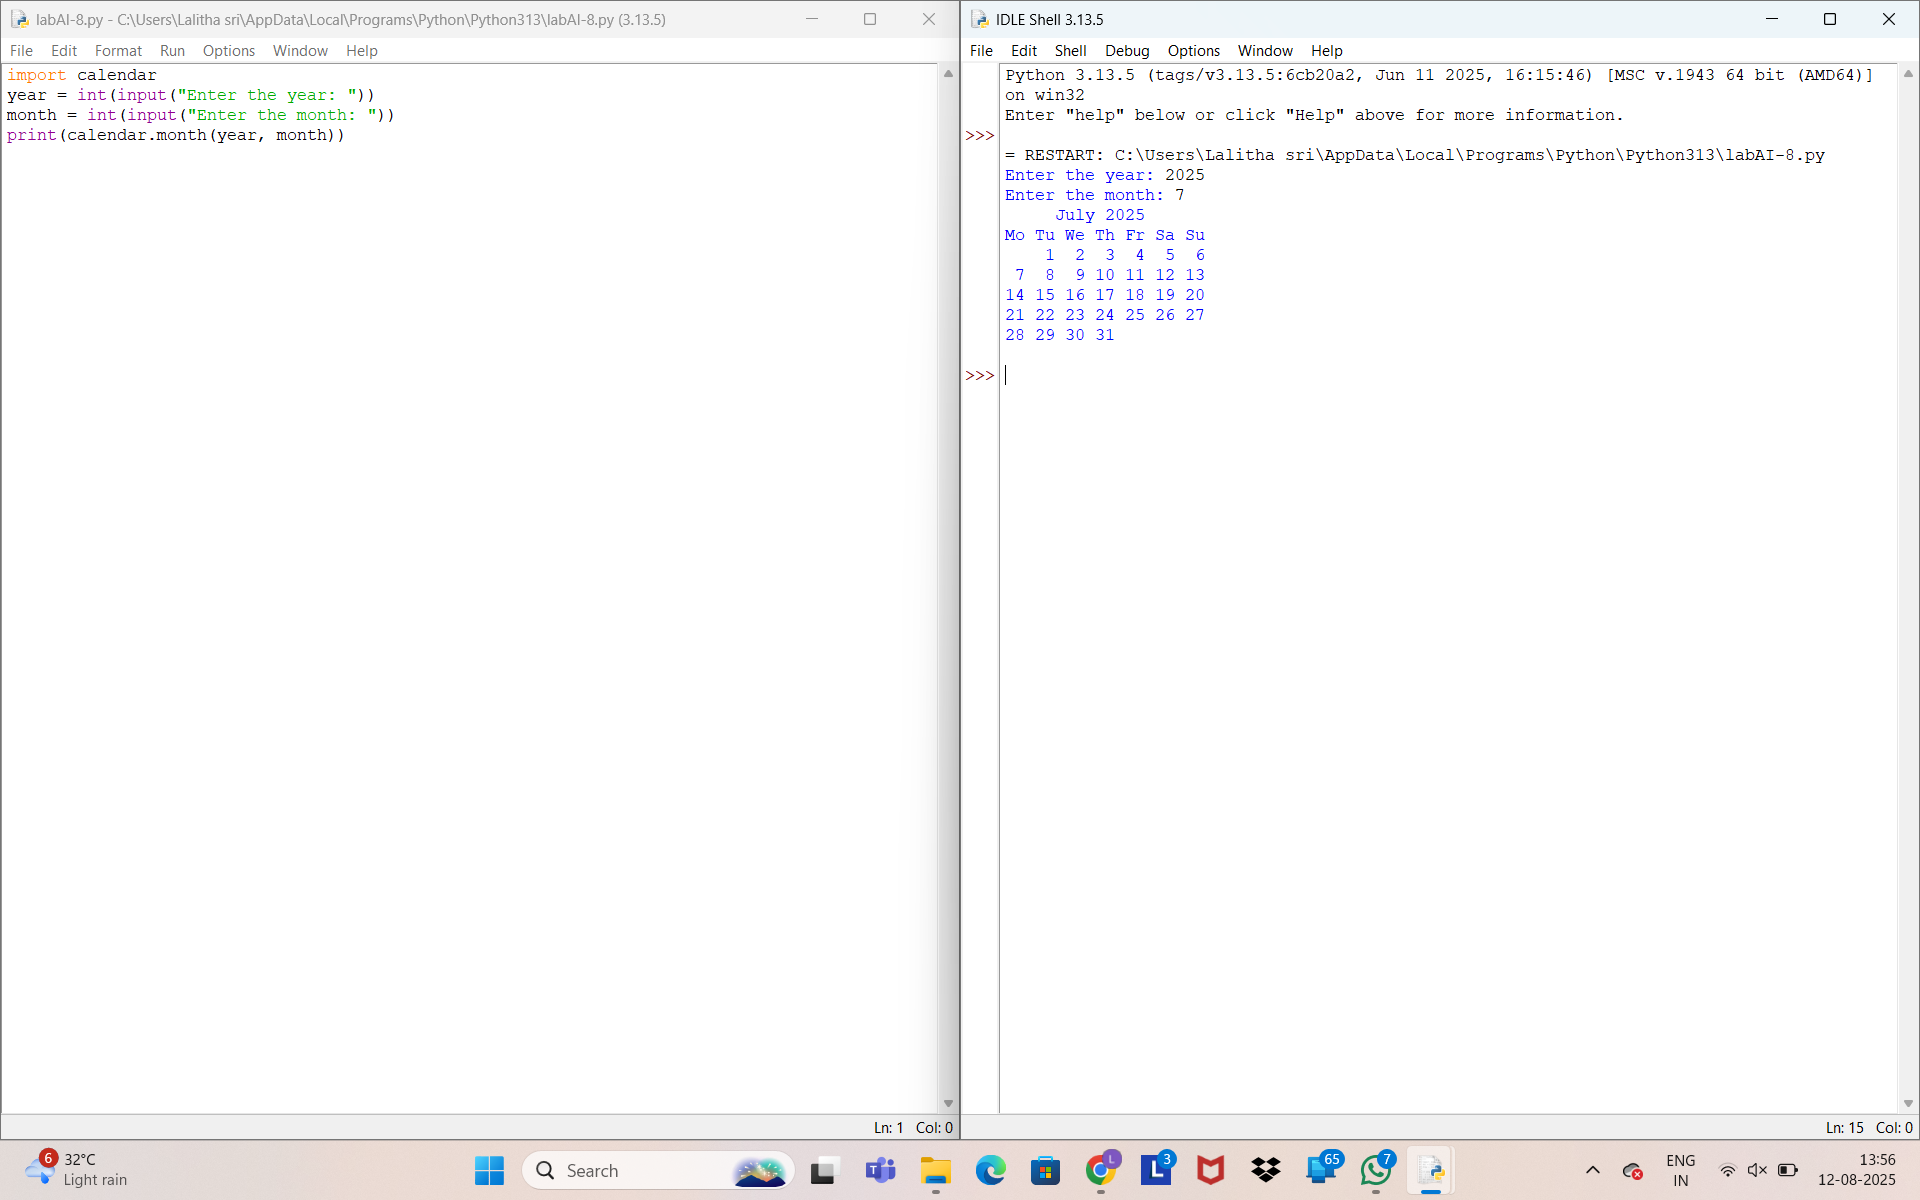 labAI-8.py - C:\Users\Lalitha sri\AppData\Local\Programs\Python\Python313\labAI-8.py (3.13.5)
File Edit Format Run Options Window Help
import calendar
year = int(input("Enter the year: "))
month = int(input("Enter the month: "))
print(calendar.month(year, month))
Ln: 1 Col: 0
IDLE Shell 3.13.5
File Edit Shell Debug Options Window Help
Python 3.13.5 (tags/v3.13.5:6cb20a2, Jun 11 2025, 16:15:46) [MSC v.1943 64 bit (AMD64)]
on win32
Enter "help" below or click "Help" above for more information.
>>>
= RESTART: C:\Users\Lalitha sri\AppData\Local\Programs\Python\Python313\labAI-8.py
Enter the year: 2025
Enter the month: 7
     July 2025
Mo Tu We Th Fr Sa Su
    1  2  3  4  5  6
 7  8  9 10 11 12 13
14 15 16 17 18 19 20
21 22 23 24 25 26 27
28 29 30 31
>>>
Ln: 15 Col: 0
6
32°C
Light rain
Search
T
L
L
3
65
7
ENG
IN
13:56
12-08-2025